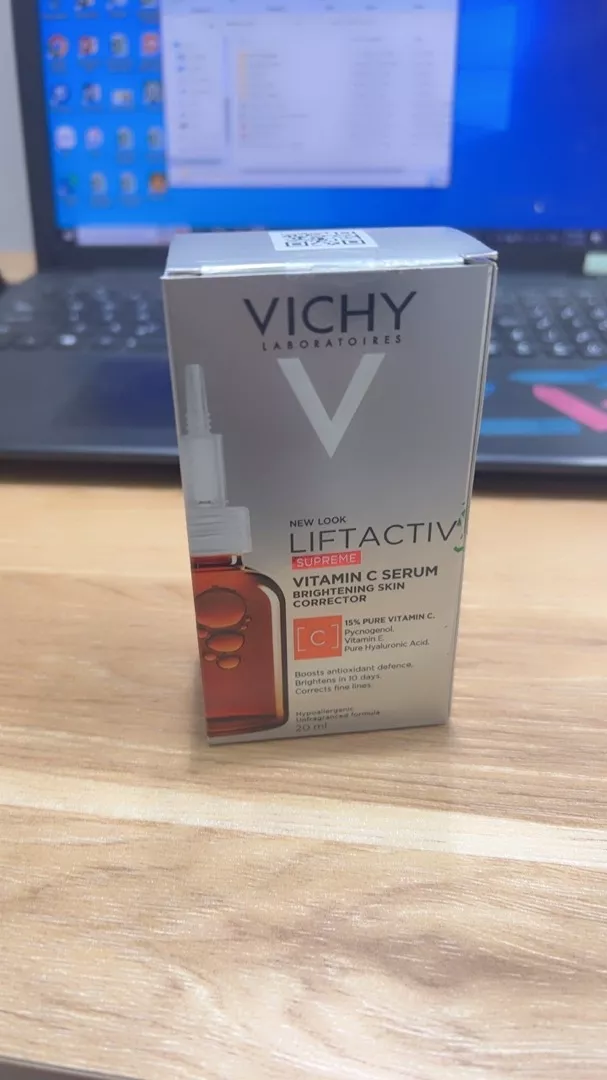 VICHY
LABORATOIRES
NEW LOOK
LIFTACTIV
SUPREME
VITAMIN C SERUM
BRIGHTENING SKIN
CORRECTOR
[C]
15% PURE VITAMIN C.
Pycnogenol.
Vitamin E.
Pure Hyaluronic Acid.
Boosts antioxidant defence.
Brightens in 10 days.
Corrects fine lines.
Hypoallergenic
Unfragranced formula
20 ml